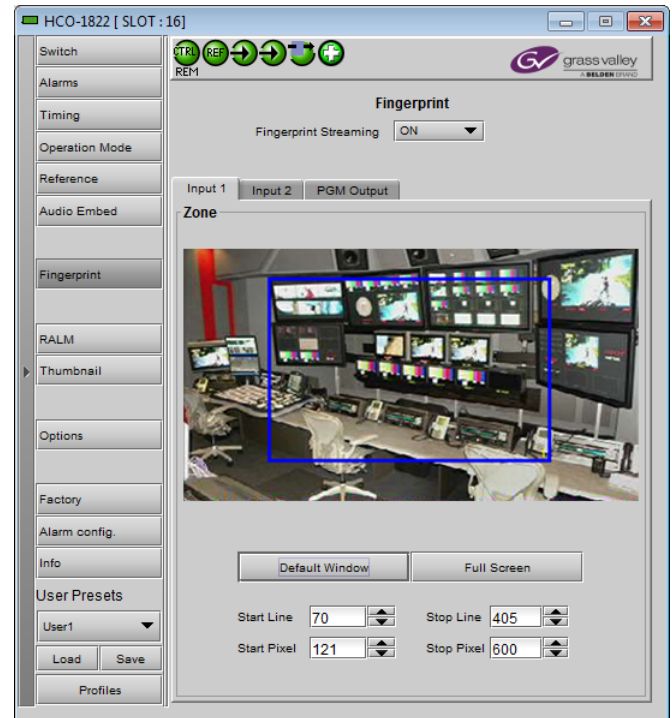 HCO-1822 [ SLOT : 16]
Switch
Alarms
Timing
Operation Mode
Reference
Audio Embed
Fingerprint
RALM
Thumbnail
Options
Factory
Alarm config.
Info
User Presets
User1
Load Save
Profiles
CTRL REF
REM
grass valley
A BELDEN BRAND
Fingerprint
Fingerprint Streaming ON
Input 1 Input 2 PGM Output
Zone
Default Window Full Screen
Start Line 70 Stop Line 405
Start Pixel 121 Stop Pixel 600